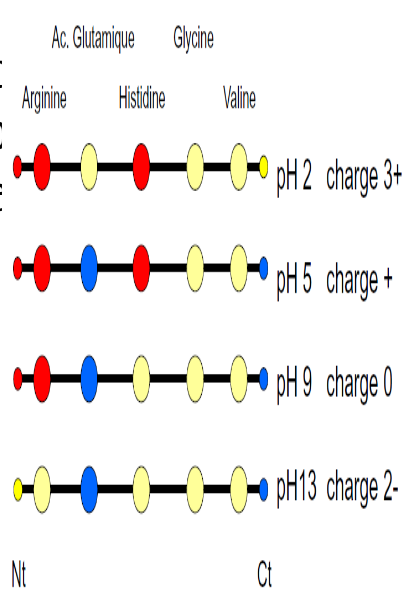 Ac. Glutamique Glycine
Arginine Histidine Valine
pH 2 charge 3+
pH 5 charge +
pH 9 charge 0
pH13 charge 2-
Nt Ct